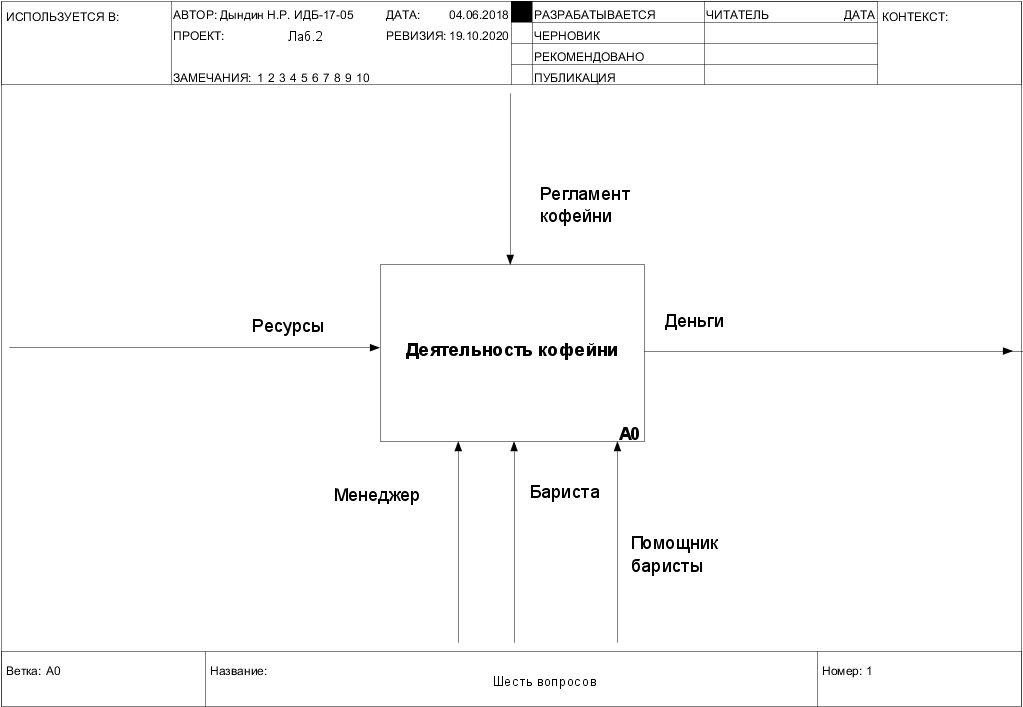 ИСПОЛЬЗУЕТСЯ В:
АВТОР: Дындин Н.Р. ИДБ-17-05
ДАТА: 04.06.2018
РАЗРАБАТЫВАЕТСЯ
ЧИТАТЕЛЬ
ДАТА
КОНТЕКСТ:
ПРОЕКТ: Лаб.2
РЕВИЗИЯ: 19.10.2020
ЧЕРНОВИК
РЕКОМЕНДОВАНО
ЗАМЕЧАНИЯ: 1 2 3 4 5 6 7 8 9 10
ПУБЛИКАЦИЯ
Регламент
кофейни
Ресурсы
Деньги
Деятельность кофейни
A0
Менеджер
Бариста
Помощник
баристы
Ветка: A0
Название:
Шесть вопросов
Номер: 1